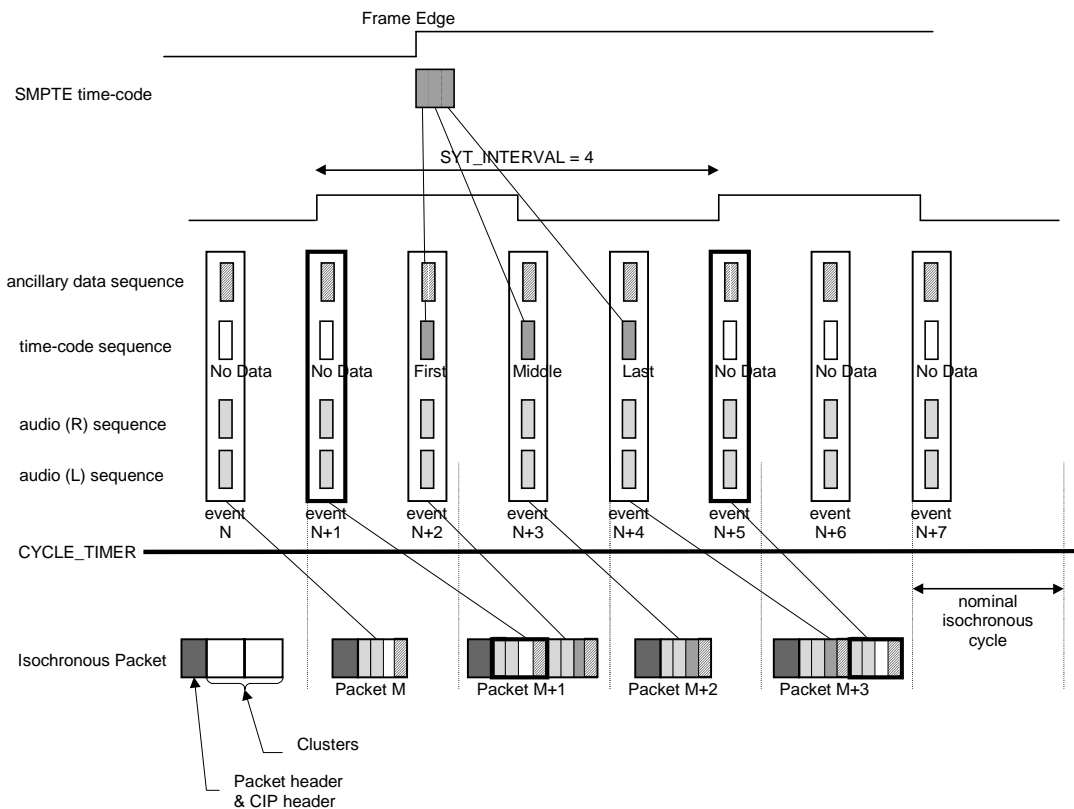 Frame Edge
SMPTE time-code
SYT_INTERVAL = 4
ancillary data sequence
time-code sequence
No Data No Data First Middle Last No Data No Data No Data
audio (R) sequence
audio (L) sequence
event event event event event event event event
N N+1 N+2 N+3 N+4 N+5 N+6 N+7
CYCLE_TIMER
nominal
isochronous
cycle
Isochronous Packet
Packet M Packet M+1 Packet M+2 Packet M+3
Clusters
Packet header
& CIP header